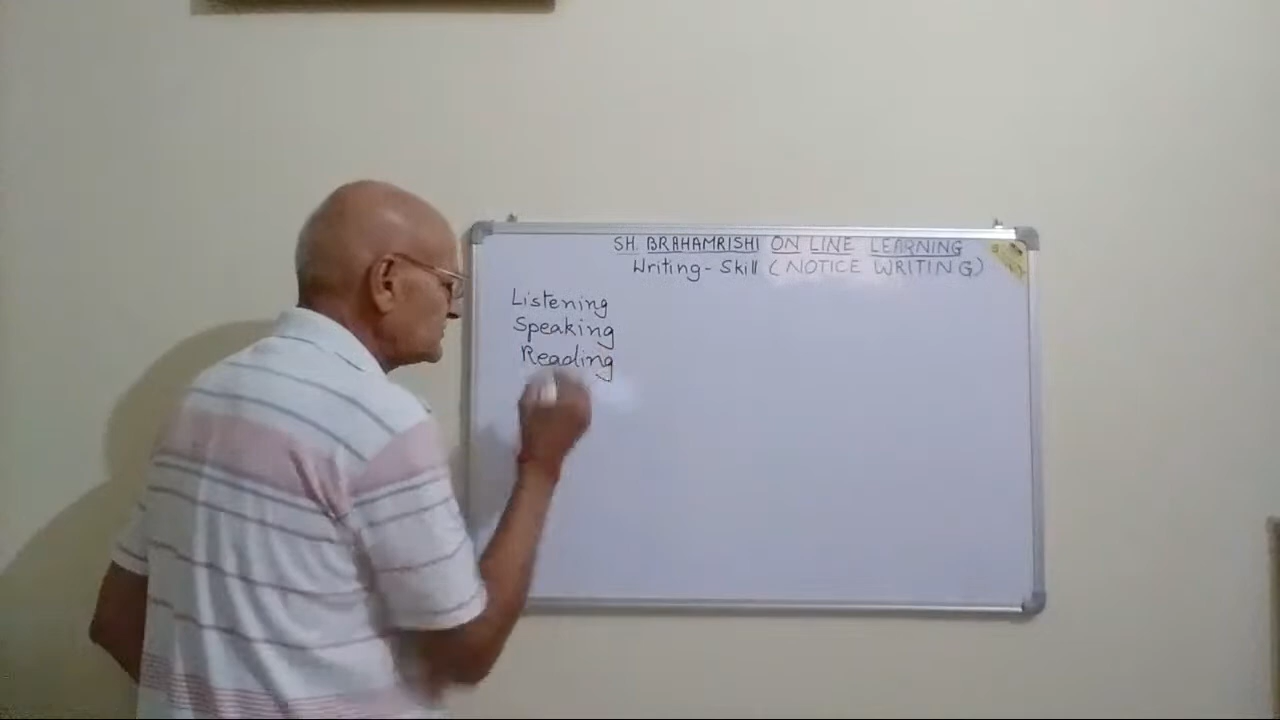 SH. BRAHAMRISHI ON LINE LEARNING
Writing-Skill (NOTICE WRITING)
Listening
Speaking
Reading